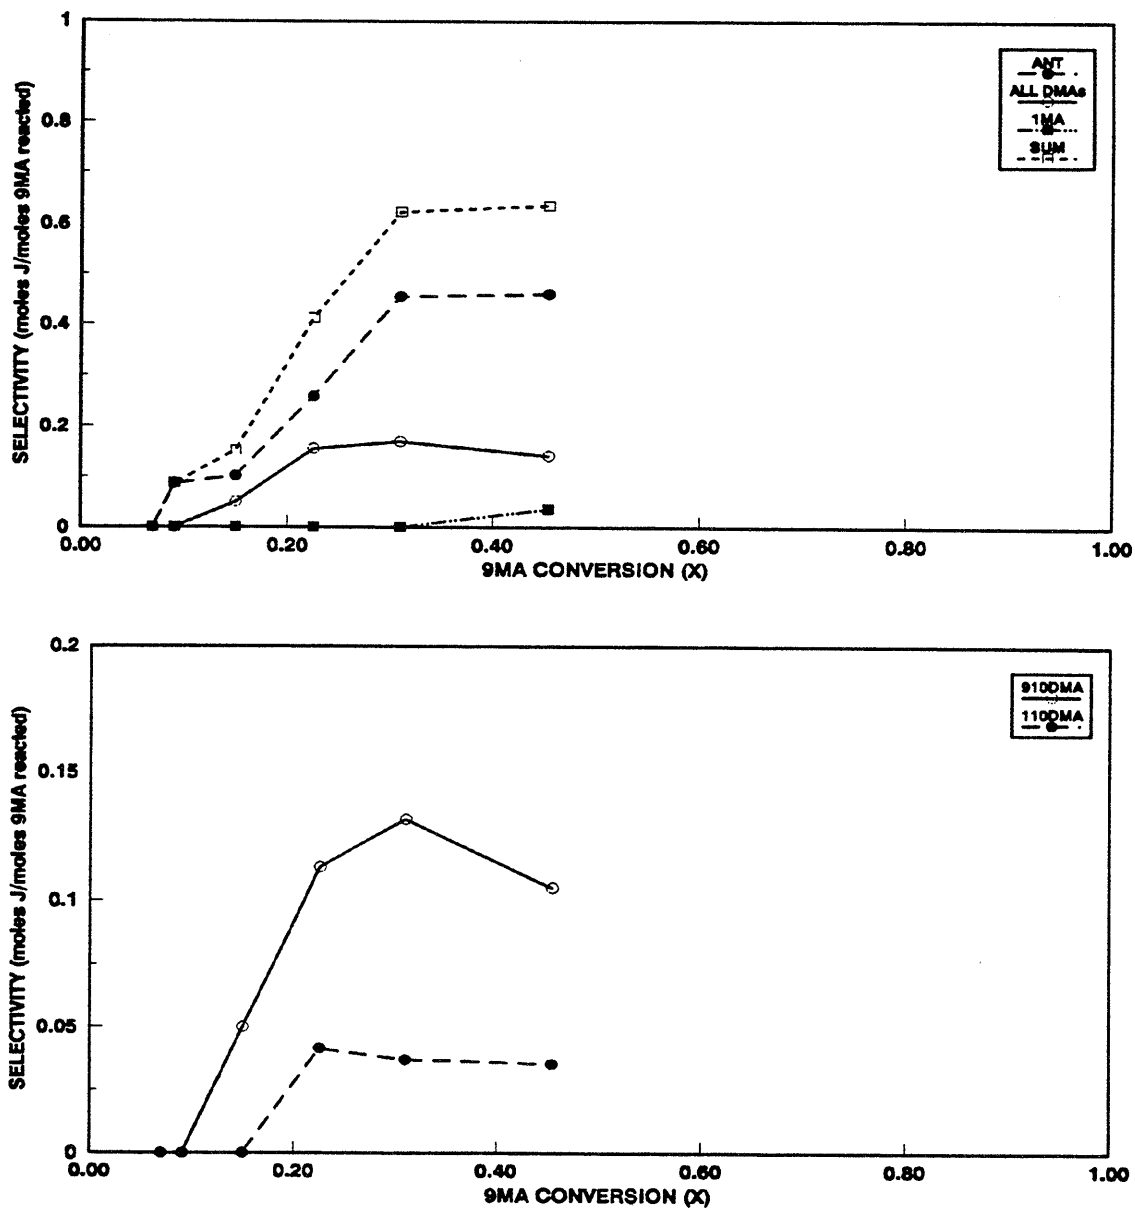 1
0.8
0.6
0.4
0.2
0
SELECTIVITY (moles J/moles 9MA reacted)
ANT
ALL DMAs
1MA
SUM
0.00
0.20
0.40
0.60
0.80
1.00
9MA CONVERSION (X)
0.2
0.15
0.1
0.05
0
SELECTIVITY (moles J/moles 9MA reacted)
910DMA
110DMA
0.00
0.20
0.40
0.60
0.80
1.00
9MA CONVERSION (X)